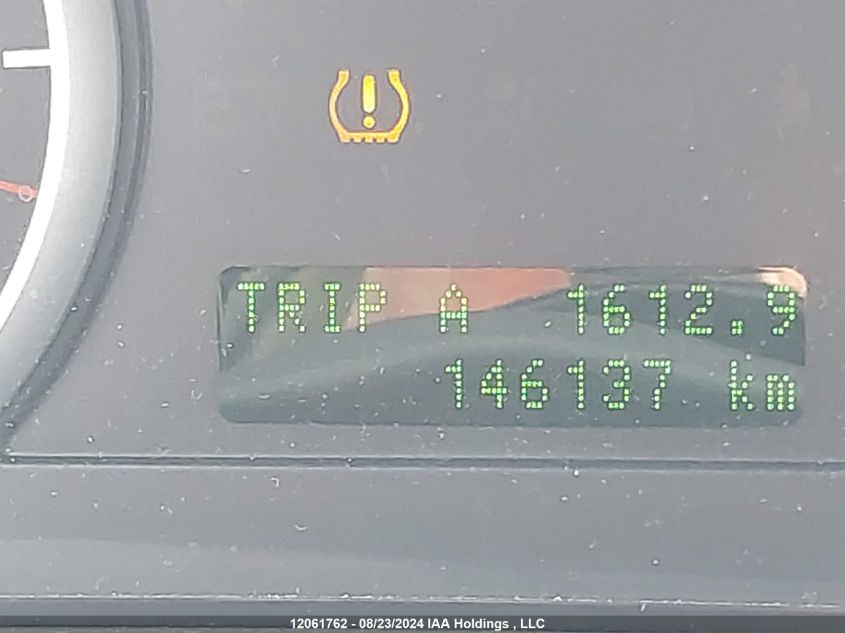 TRIP A 1612.9
146137 km
12061762 - 08/23/2024 IAA Holdings , LLC